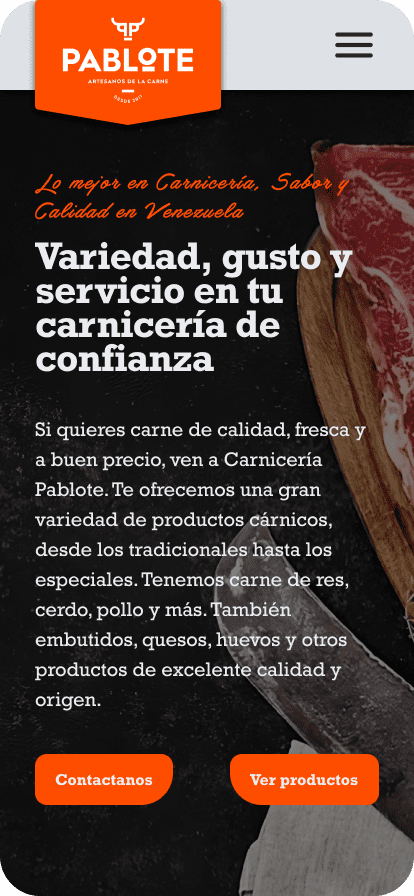 PABLOTE
ARTESANOS DE LA CARNE
DESDE 2017
Lo mejor en Carnicería, Sabor y
Calidad en Venezuela
Variedad, gusto y
servicio en tu
carnicería de
confianza
Si quieres carne de calidad, fresca y
a buen precio, ven a Carnicería
Pablote. Te ofrecemos una gran
variedad de productos cárnicos,
desde los tradicionales hasta los
especiales. Tenemos carne de res,
cerdo, pollo y más. También
embutidos, quesos, huevos y otros
productos de excelente calidad y
origen.
Contactanos
Ver productos